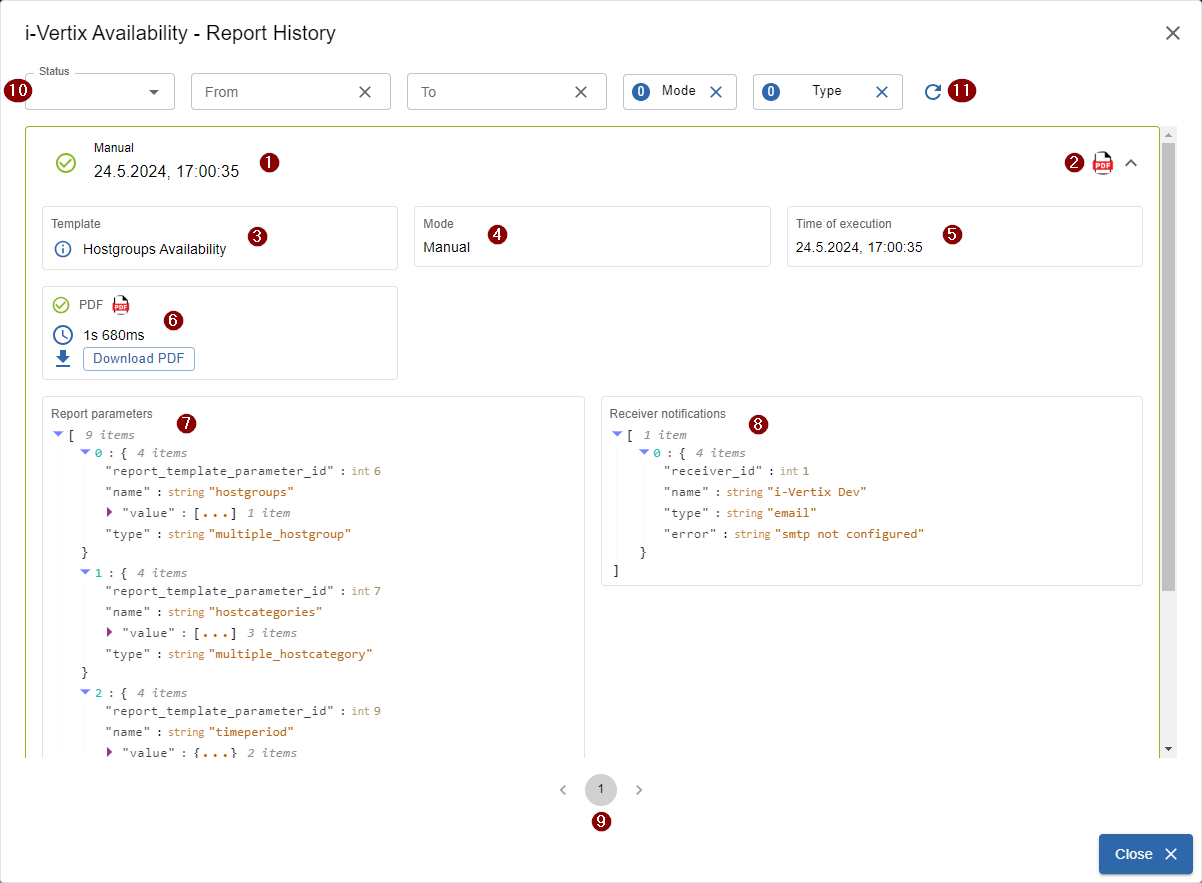 i-Vertix Availability - Report History
Status
10 From To 0 Mode 0 Type 11
Manual
24.5.2024, 17:00:35 1 2 PDF
Template
Hostgroups Availability 3
Mode
Manual 4
Time of execution
24.5.2024, 17:00:35 5
PDF PDF
1s 680ms 6
Download PDF
Report parameters 7
[ 9 items
0 : { 4 items
"report_template_parameter_id" : int 6
"name" : string "hostgroups"
"value" : [...] 1 item
"type" : string "multiple_hostgroup"
}
1 : { 4 items
"report_template_parameter_id" : int 7
"name" : string "hostcategories"
"value" : [...] 3 items
"type" : string "multiple_hostcategory"
}
2 : { 4 items
"report_template_parameter_id" : int 9
"name" : string "timeperiod"
"value" : {...} 2 items
Receiver notifications 8
[ 1 item
0 : { 4 items
"receiver_id" : int 1
"name" : string "i-Vertix Dev"
"type" : string "email"
"error" : string "smtp not configured"
}
]
1
9
Close